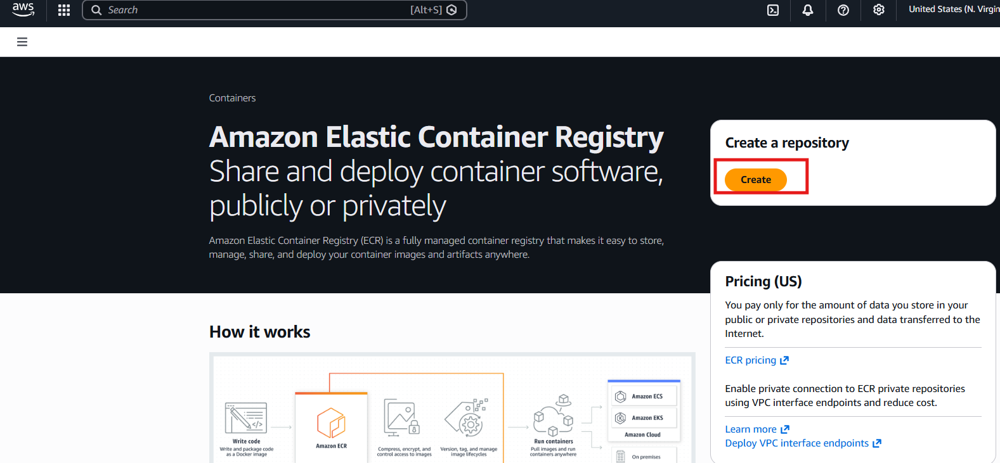 aws
Search
[Alt+S]
United States (N. Virgin
Containers
Amazon Elastic Container Registry
Share and deploy container software,
publicly or privately
Amazon Elastic Container Registry (ECR) is a fully managed container registry that makes it easy to store,
manage, share, and deploy your container images and artifacts anywhere.
Create a repository
Create
Pricing (US)
You pay only for the amount of data you store in your
public or private repositories and data transferred to the
Internet.
ECR pricing
Enable private connection to ECR private repositories
using VPC interface endpoints and reduce cost.
Learn more
Deploy VPC interface endpoints
How it works
Write code
Write and package code
as a Docker image
Amazon ECR
Compress, encrypt, and
control access to images
Version, tag, and manage
image lifecycles
Run containers
Pull images and run
containers anywhere
Amazon ECS
Amazon EKS
Amazon Cloud
On premises